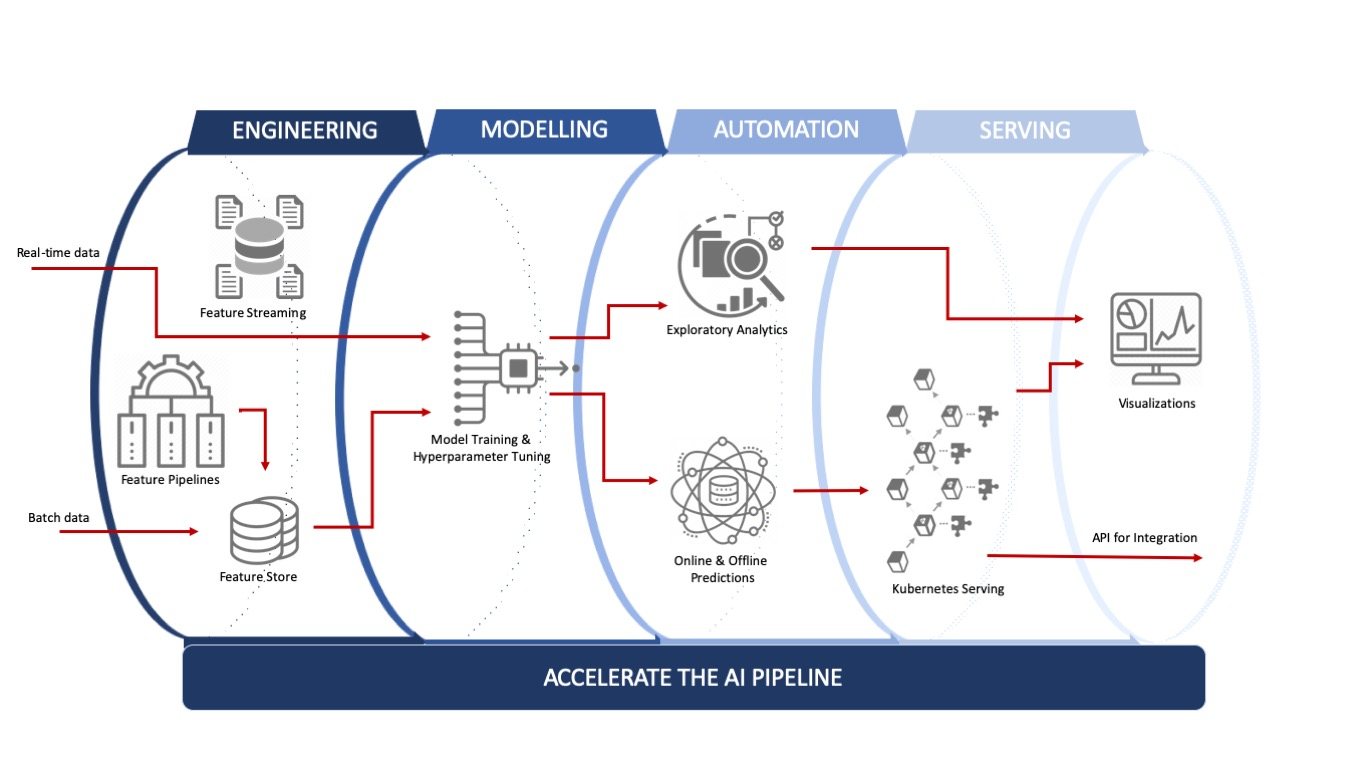 ENGINEERING
MODELLING
AUTOMATION
SERVING
Real-time data
Feature Streaming
Exploratory Analytics
Visualizations
Model Training &
Hyperparameter Tuning
Feature Pipelines
Batch data
Feature Store
Online & Offline
Predictions
API for Integration
Kubernetes Serving
ACCELERATE THE AI PIPELINE